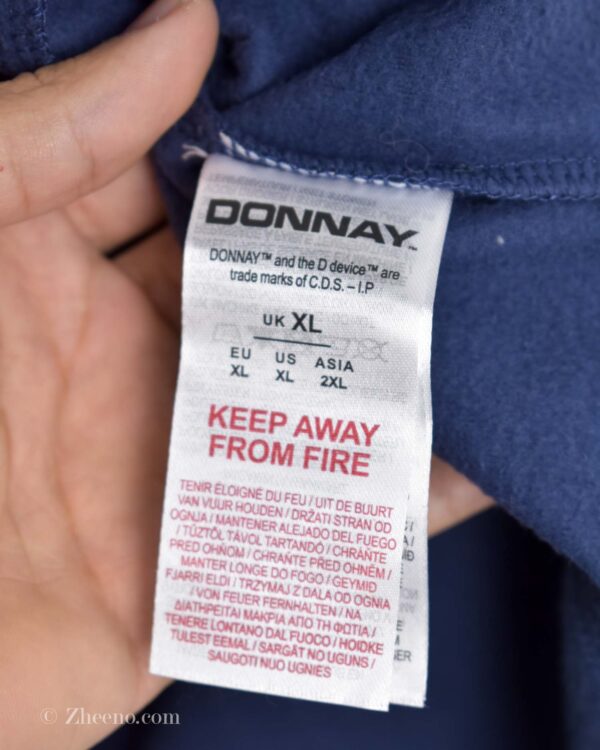 DONNAY™
DONNAY™ and the D device™ are
trade marks of C.D.S. – I.P
UK XL
EU US ASIA
XL XL 2XL
KEEP AWAY
FROM FIRE
TENIR ÉLOIGNÉ DU FEU / UIT DE BUURT
VAN VUUR HOUDEN / DRŽATI STRAN OD
OGNJA / MANTENER ALEJADO DEL FUEGO
/ TŰZTŐL TÁVOL TARTANDÓ / CHRAŇTE
PŘED OHŇOM / CHRAŇTE PŘED OHNĚM /
MANTER LONGE DO FOGO / GEYMIÐ
FJARRI ELDI / TRZYMAJ Z DALA OD OGNIA
/ VON FEUER FERNHALTEN / ΝΑ
ΔΙΑΤΗΡΕΙΤΑΙ ΜΑΚΡΙΑ ΑΠΟ ΤΗ ΦΩΤΙΑ /
TENERE LONTANO DAL FUOCO / HOIDKE
TULEST EEMAL / SARGĀT NO UGUNS /
SAUGOTI NUO UGNIES
© Zheeno.com